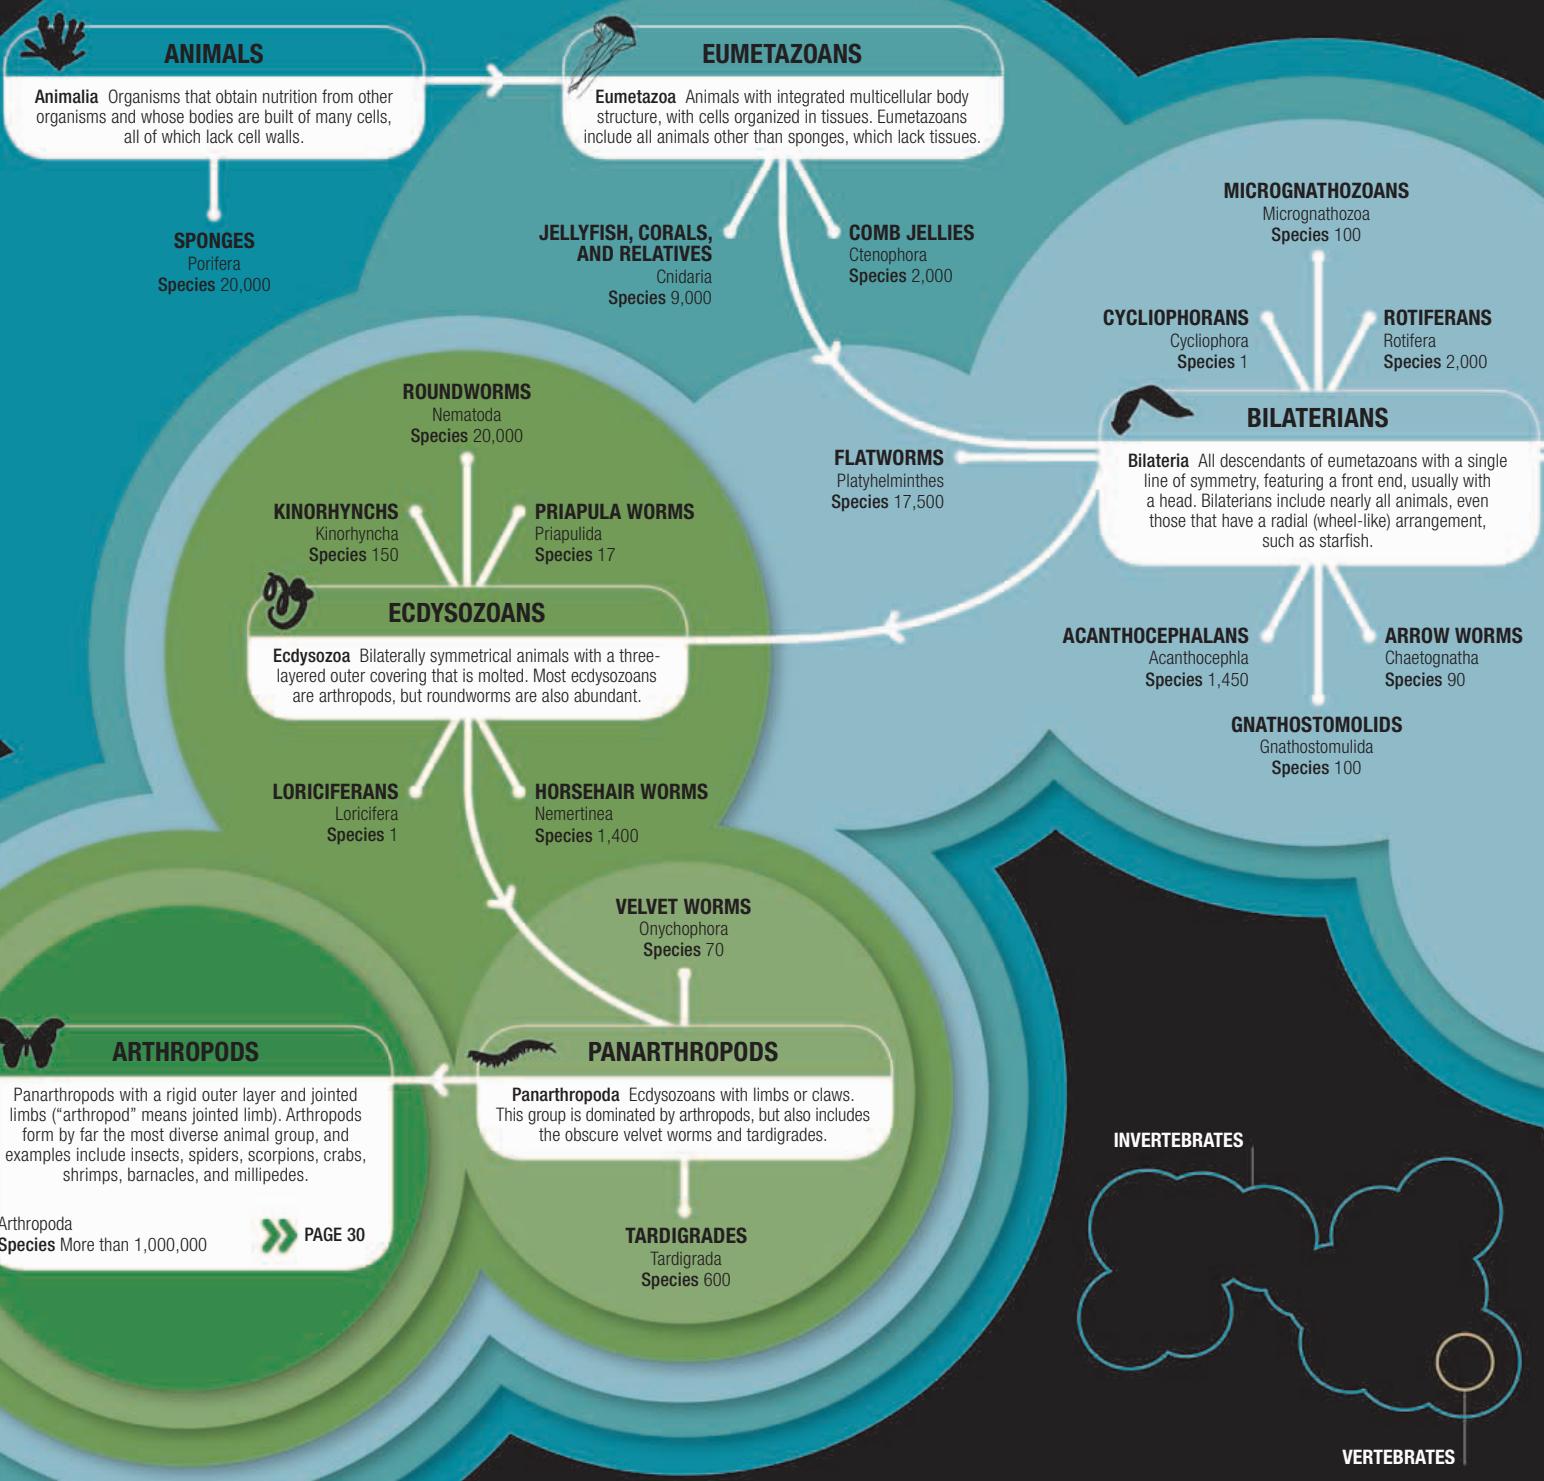 ANIMALS
Animalia Organisms that obtain nutrition from other
organisms and whose bodies are built of many cells,
all of which lack cell walls.
SPONGES
Porifera
Species 20,000
EUMETAZOANS
Eumetazoa Animals with integrated multicellular body
structure, with cells organized in tissues. Eumetazoans
include all animals other than sponges, which lack tissues.
JELLYFISH, CORALS,
AND RELATIVES
Cnidaria
Species 9,000
COMB JELLIES
Ctenophora
Species 2,000
MICROGNATHOZOANS
Micrognathozoa
Species 100
CYCLIOPHORANS
Cycliophora
Species 1
ROTIFERANS
Rotifera
Species 2,000
BILATERIANS
Bilateria All descendants of eumetazoans with a single
line of symmetry, featuring a front end, usually with
a head. Bilaterians include nearly all animals, even
those that have a radial (wheel-like) arrangement,
such as starfish.
FLATWORMS
Platyhelminthes
Species 17,500
ACANTHOCEPHALANS
Acanthocephla
Species 1,450
ARROW WORMS
Chaetognatha
Species 90
GNATHOSTOMOLIDS
Gnathostomulida
Species 100
ROUNDWORMS
Nematoda
Species 20,000
KINORHYNCHS
Kinorhyncha
Species 150
PRIAPULA WORMS
Priapulida
Species 17
ECDYSOZOANS
Ecdysozoa Bilaterally symmetrical animals with a three-
layered outer covering that is molted. Most ecdysozoans
are arthropods, but roundworms are also abundant.
LORICIFERANS
Loricifera
Species 1
HORSEHAIR WORMS
Nemertinea
Species 1,400
VELVET WORMS
Onychophora
Species 70
PANARTHROPODS
Panarthropoda Ecdysozoans with limbs or claws.
This group is dominated by arthropods, but also includes
the obscure velvet worms and tardigrades.
TARDIGRADES
Tardigrada
Species 600
ARTHROPODS
Panarthropods with a rigid outer layer and jointed
limbs (“arthropod” means jointed limb). Arthropods
form by far the most diverse animal group, and
examples include insects, spiders, scorpions, crabs,
shrimps, barnacles, and millipedes.
Arthropoda
Species More than 1,000,000
PAGE 30
INVERTEBRATES
VERTEBRATES